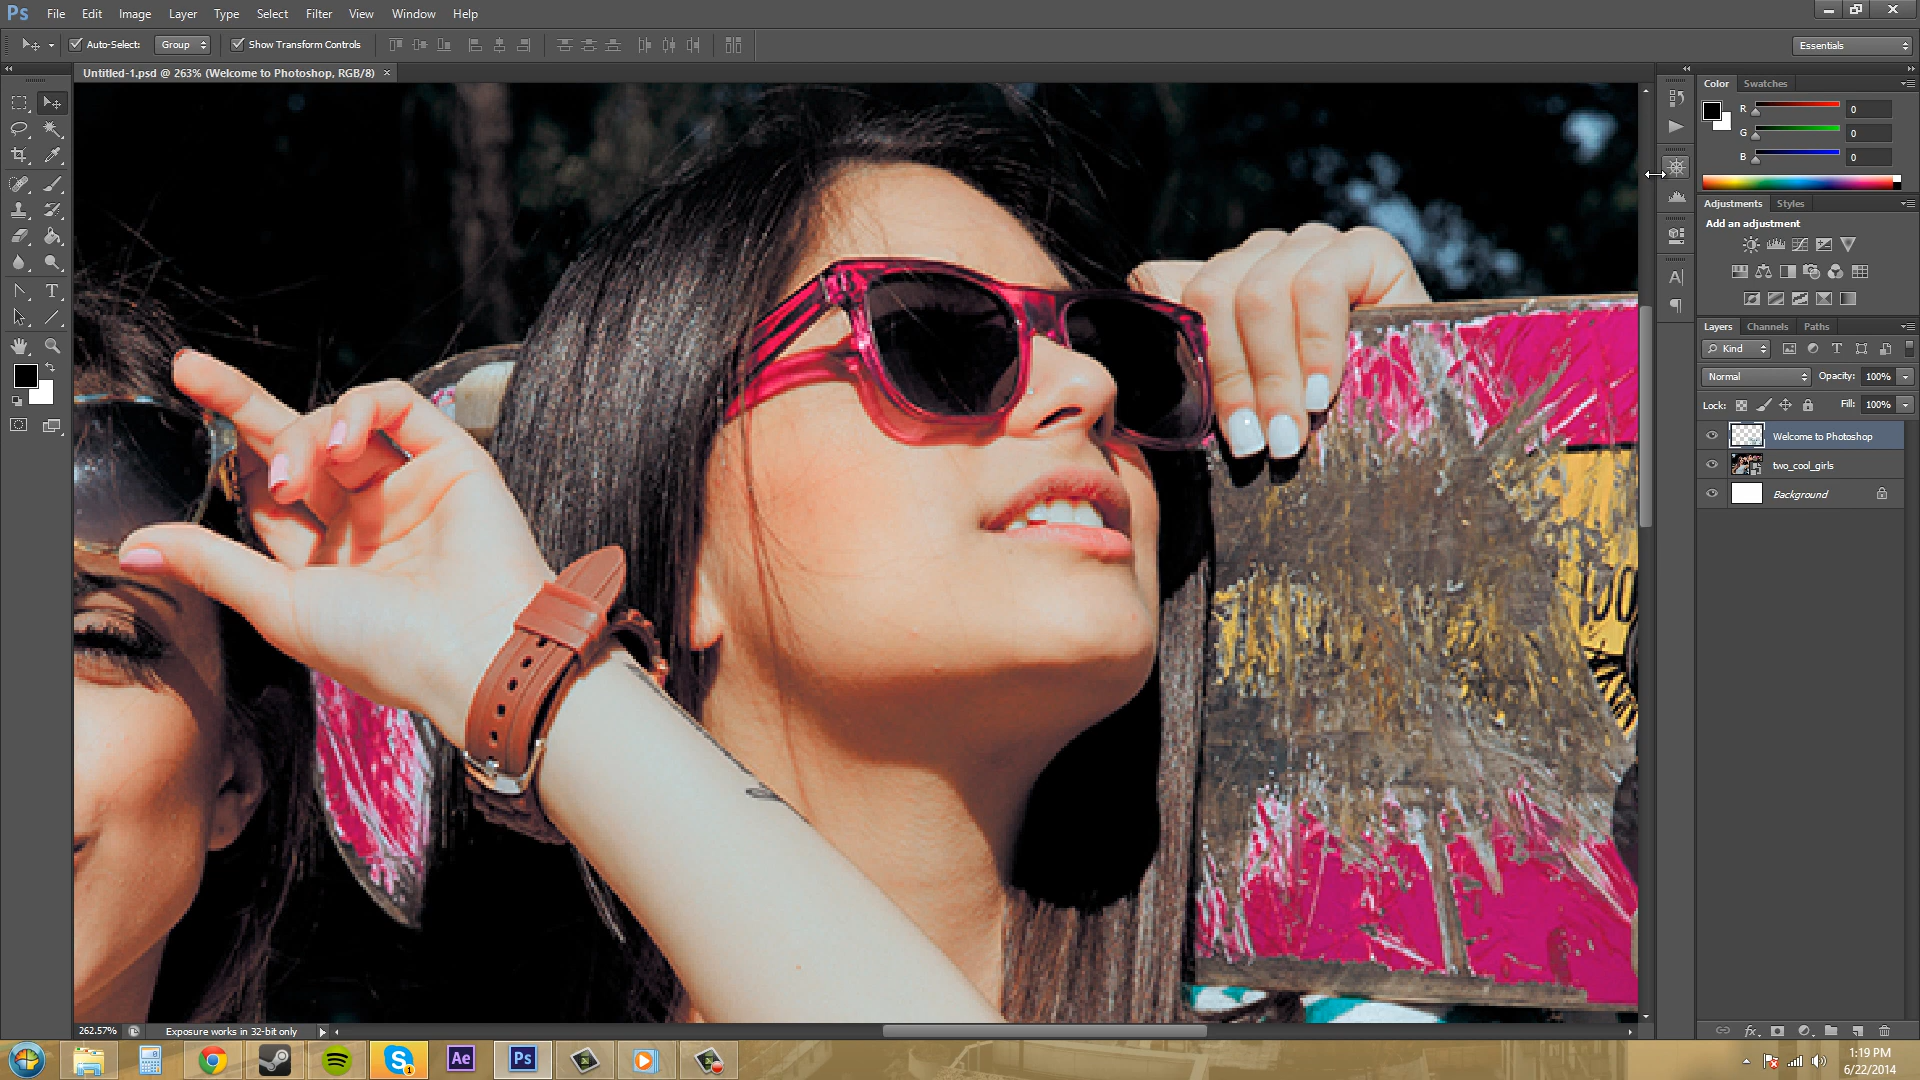 Ps File Edit Image Layer Type Select Filter View Window Help
Auto-Select: Group Show Transform Controls Essentials
Untitled-1.psd @ 263% (Welcome to Photoshop, RGB/8) ×
Color Swatches
R 0
G 0
B 0
Adjustments Styles
Add an adjustment
Layers Channels Paths
Kind
Normal Opacity: 100%
Lock: Fill: 100%
Welcome to Photoshop
two_cool_girls
Background
262.57% Exposure works in 32-bit only
1:19 PM
6/22/2014
S 1 Ae Ps